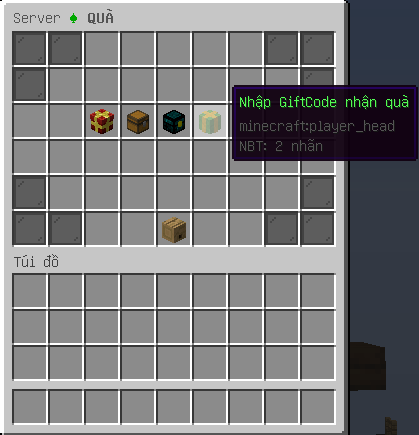 Server ♠ QUÀ
Nhập GiftCode nhận quà
minecraft:player_head
NBT: 2 nhãn
Túi đồ